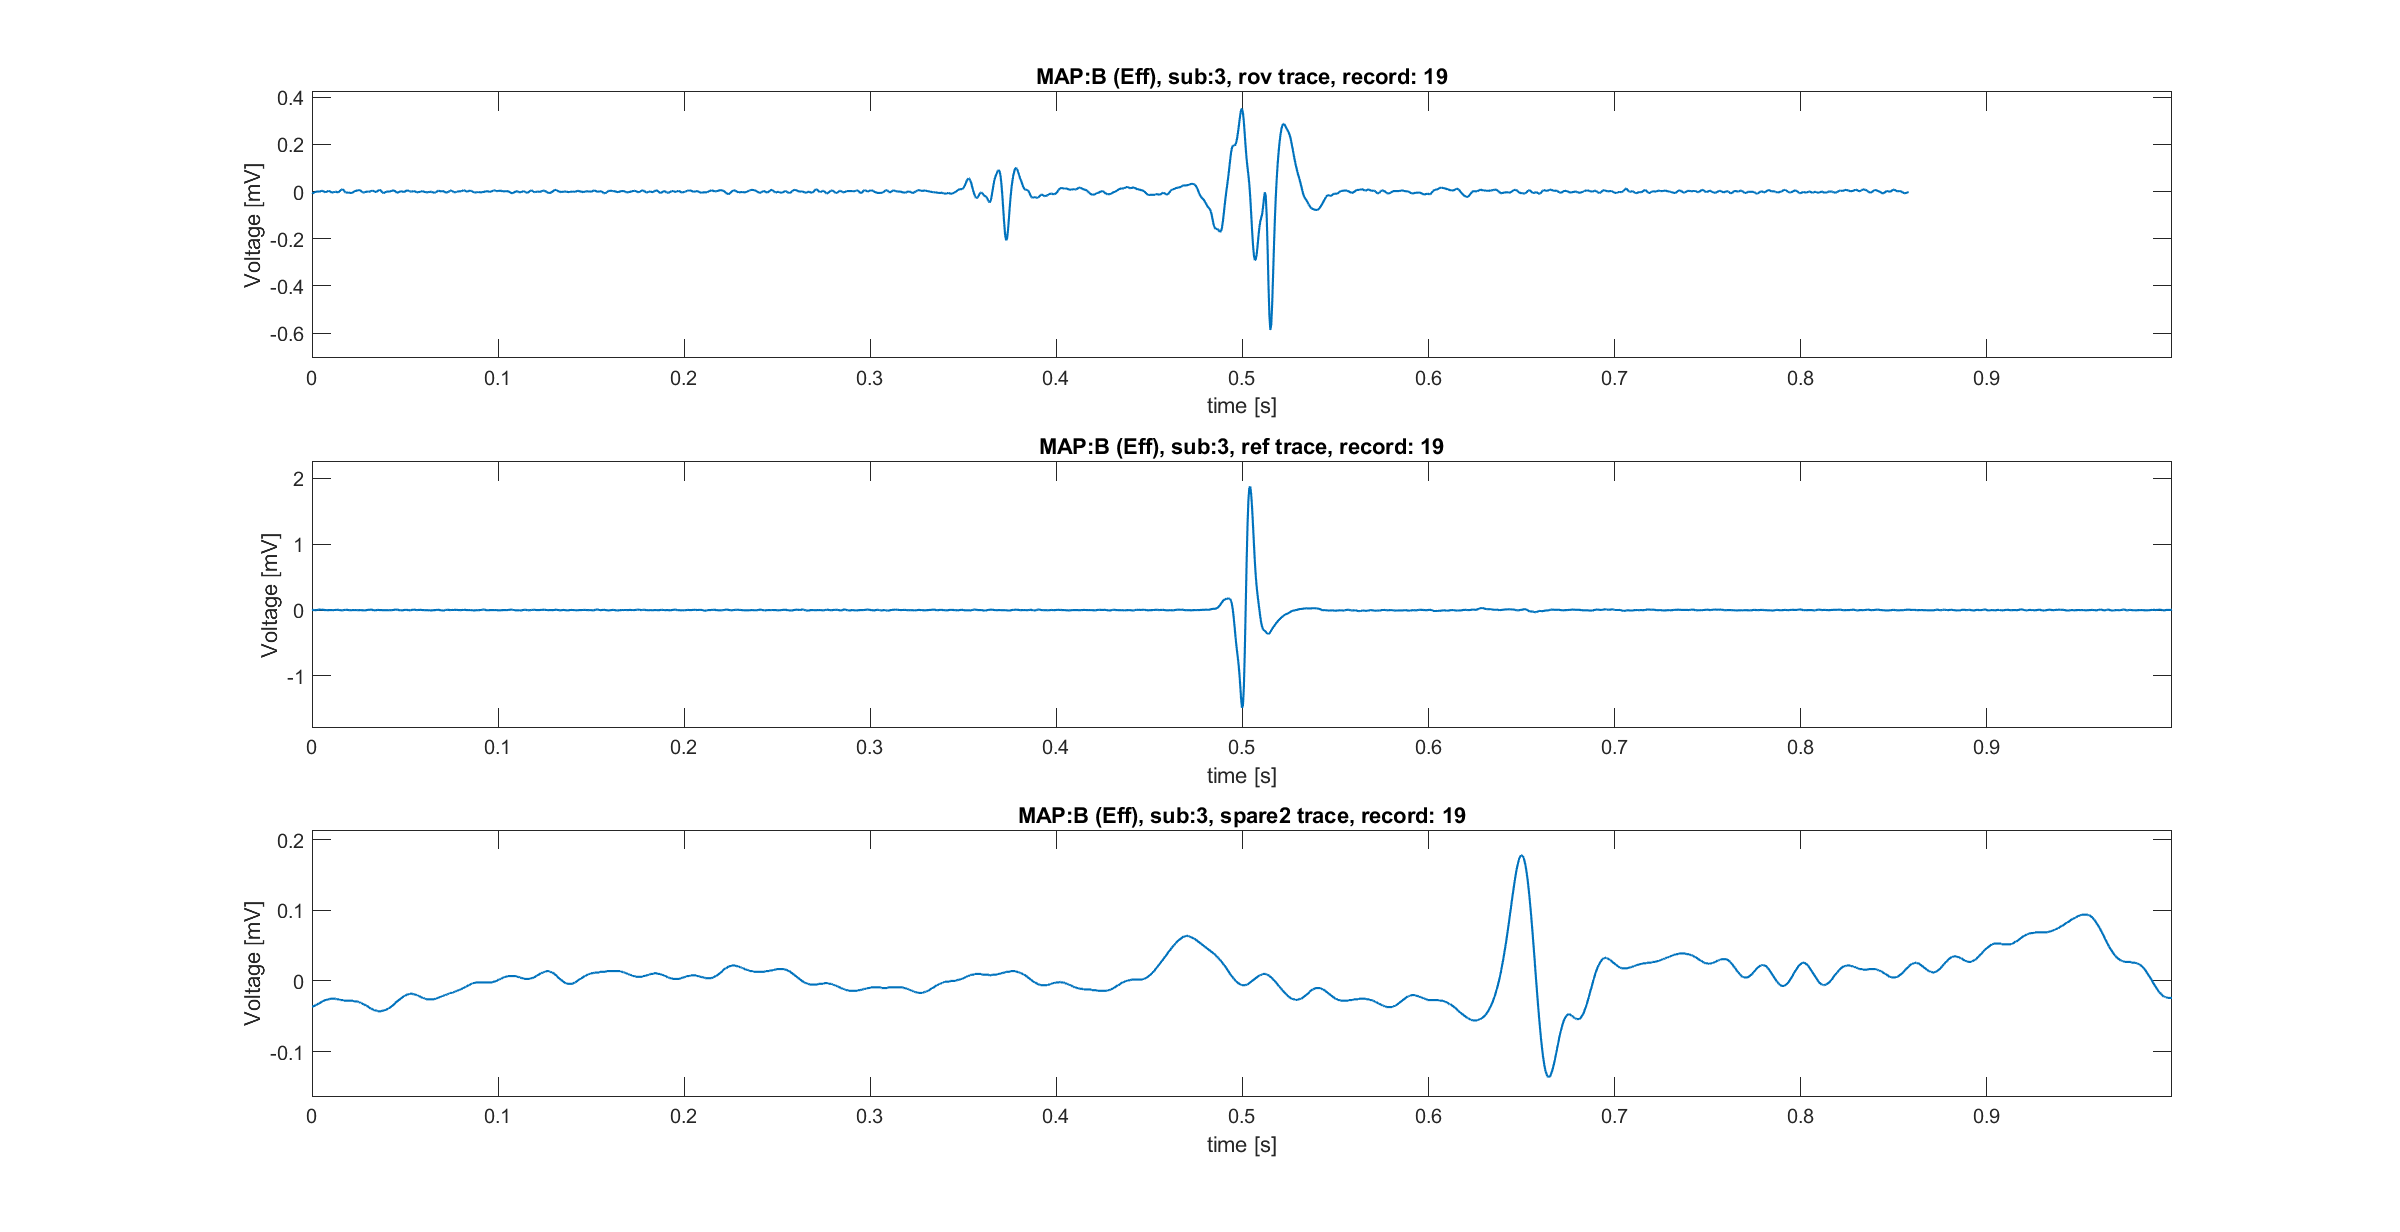 MAP:B (Eff), sub:3, rov trace, record: 19
Voltage [mV]
0.4
0.2
0
-0.2
-0.4
-0.6
0 0.1 0.2 0.3 0.4 0.5 0.6 0.7 0.8 0.9
time [s]
MAP:B (Eff), sub:3, ref trace, record: 19
Voltage [mV]
2
1
0
-1
0 0.1 0.2 0.3 0.4 0.5 0.6 0.7 0.8 0.9
time [s]
MAP:B (Eff), sub:3, spare2 trace, record: 19
Voltage [mV]
0.2
0.1
0
-0.1
0 0.1 0.2 0.3 0.4 0.5 0.6 0.7 0.8 0.9
time [s]